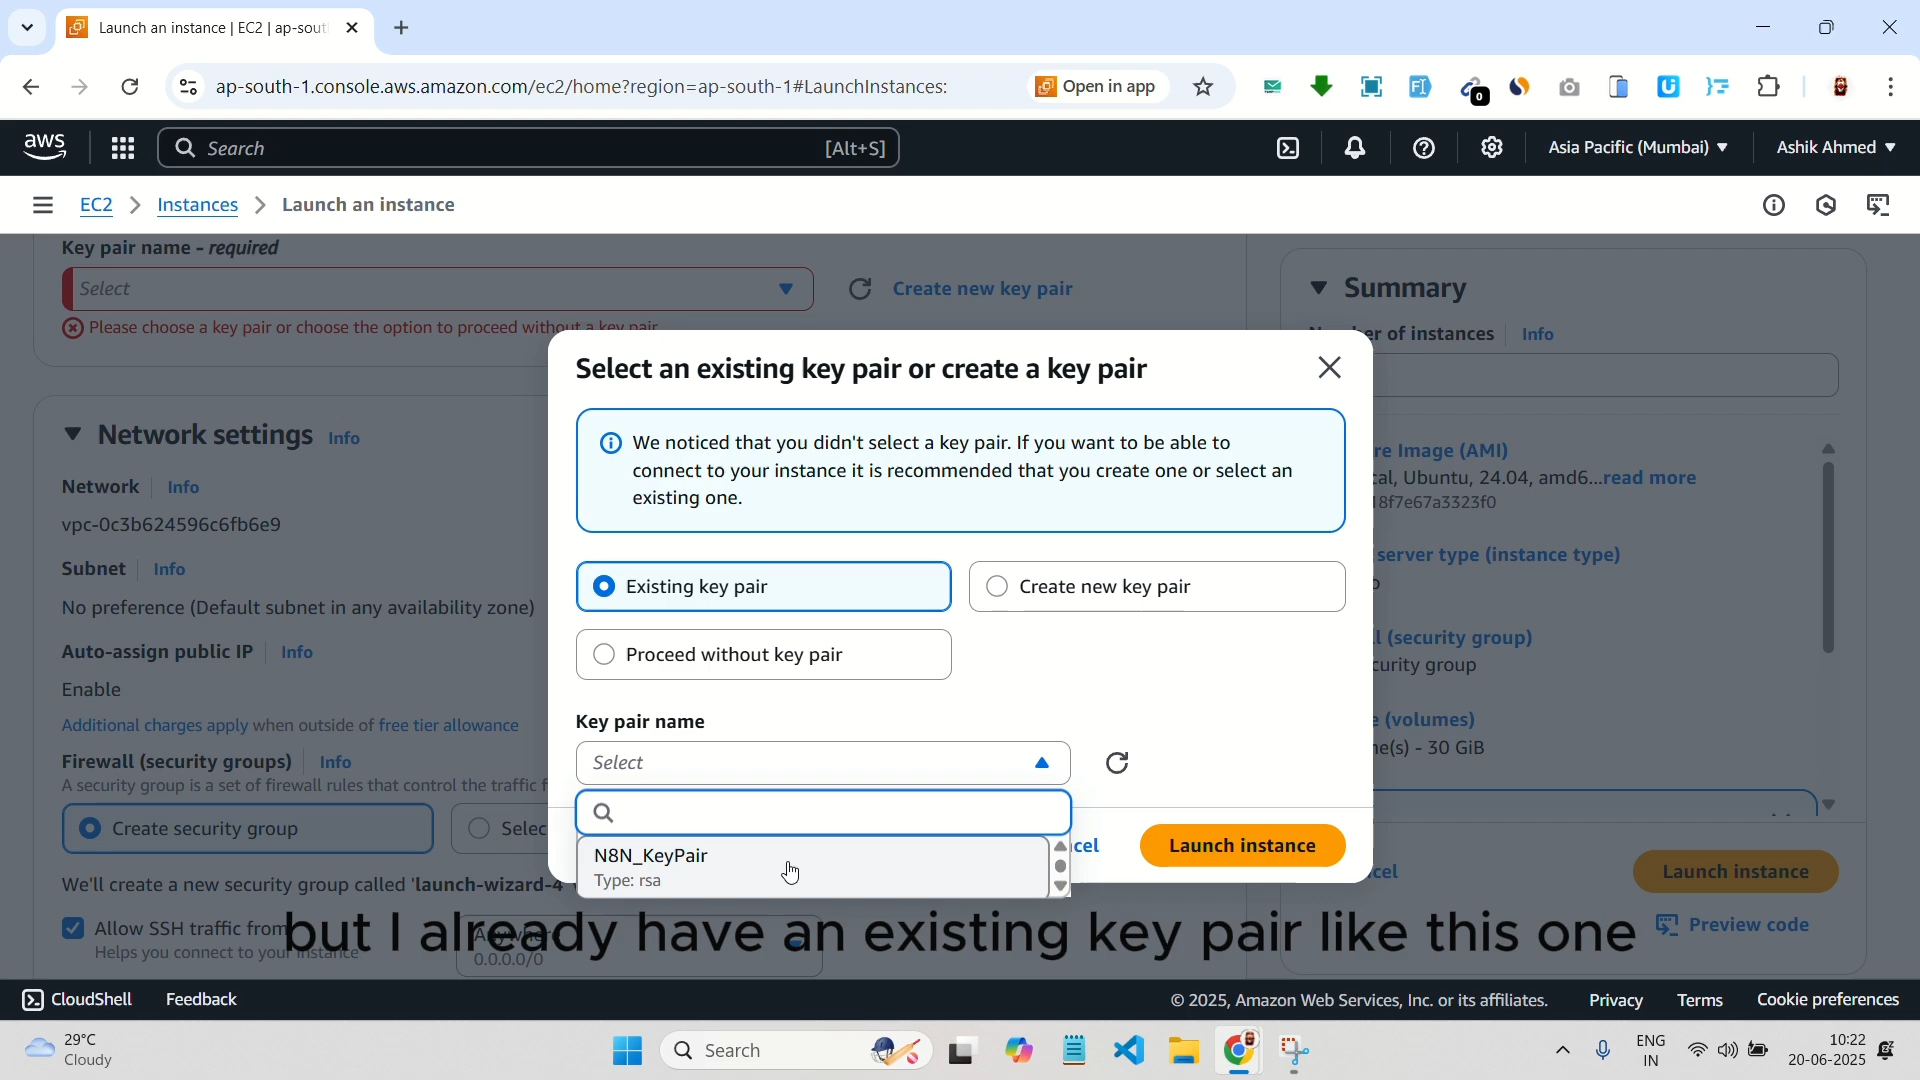 Launch an instance | EC2 | ap-sout
ap-south-1.console.aws.amazon.com/ec2/home?region=ap-south-1#LaunchInstances:
Open in app
0
aws
Search
[Alt+S]
Asia Pacific (Mumbai)
Ashik Ahmed
EC2
Instances
Launch an instance
Key pair name - required
Select
Create new key pair
Please choose a key pair or choose the option to proceed without a key pair
Network settings Info
Network Info
vpc-0c3b624596c6fb6e9
Subnet Info
No preference (Default subnet in any availability zone)
Auto-assign public IP Info
Enable
Additional charges apply when outside of free tier allowance
Firewall (security groups) Info
A security group is a set of firewall rules that control the traffic f
Create security group
Selec
We'll create a new security group called 'launch-wizard-4'
Allow SSH traffic from
Helps you connect to your instance
Anywhere
0.0.0.0/0
Select an existing key pair or create a key pair
We noticed that you didn't select a key pair. If you want to be able to
connect to your instance it is recommended that you create one or select an
existing one.
Existing key pair
Create new key pair
Proceed without key pair
Key pair name
Select
N8N_KeyPair
Type: rsa
cel
Launch instance
Summary
er of instances Info
re Image (AMI)
cal, Ubuntu, 24.04, amd6...read more
18f7e67a3323f0
server type (instance type)
l (security group)
curity group
e (volumes)
me(s) - 30 GiB
cel
Launch instance
Preview code
but I already have an existing key pair like this one
CloudShell
Feedback
© 2025, Amazon Web Services, Inc. or its affiliates.
Privacy
Terms
Cookie preferences
29°C
Cloudy
Search
ENG
IN
10:22
20-06-2025